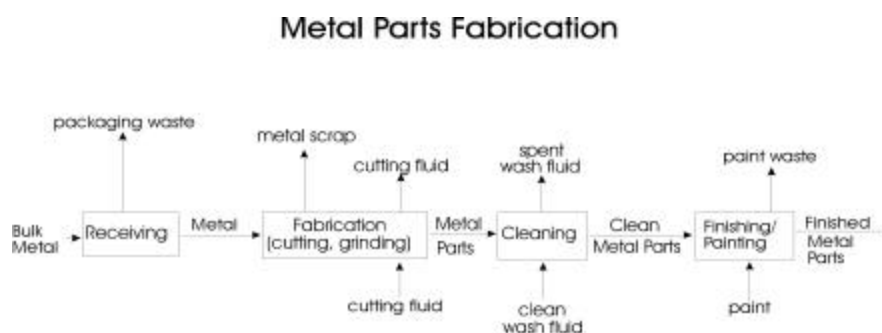 Metal Parts Fabrication
packaging waste
metal scrap
cutting fluid
spent
wash fluid
paint waste
Bulk
Metal
Receiving
Metal
Fabrication
(cutting, grinding)
Metal
Parts
Cleaning
Clean
Metal Parts
Finishing/
Painting
Finished
Metal
Parts
cutting fluid
clean
wash fluid
paint